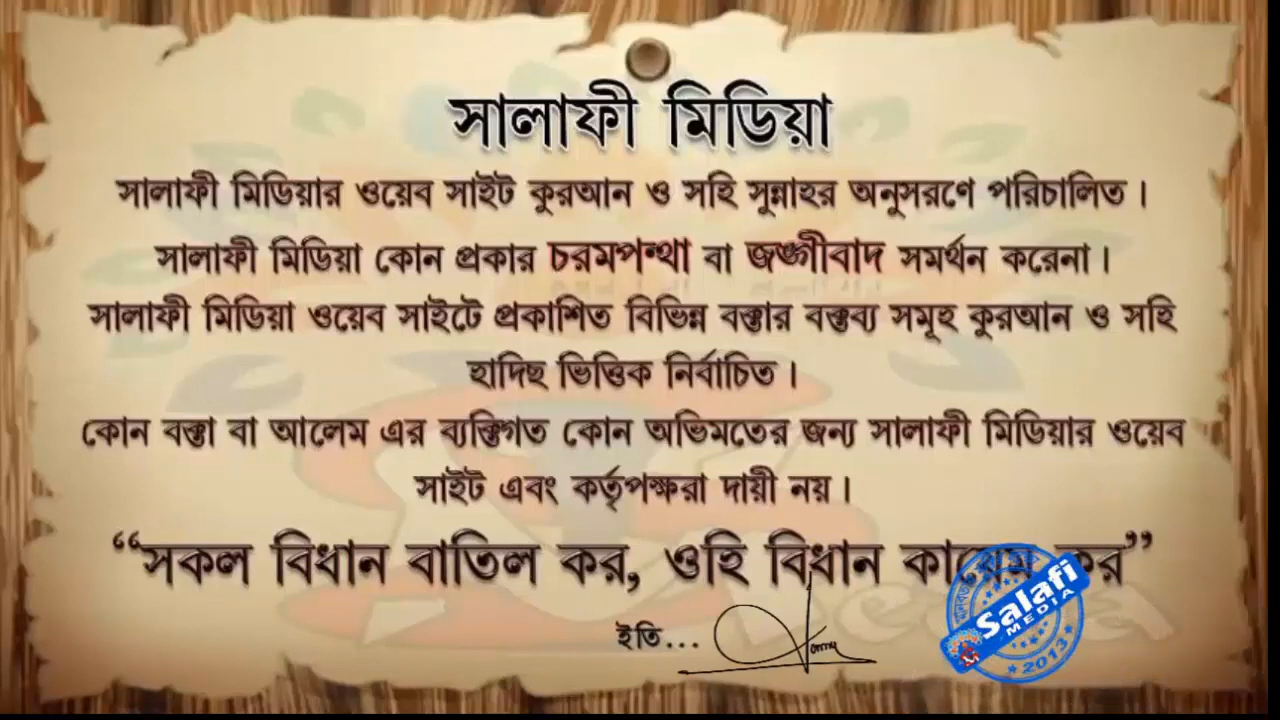 সালাফী মিডিয়া
সালাফী মিডিয়ার ওয়েব সাইট কুরআন ও সহি সুন্নাহর অনুসরণে পরিচালিত।
সালাফী মিডিয়া কোন প্রকার চরমপন্থা বা জঙ্গীবাদ সমর্থন করেনা।
সালাফী মিডিয়া ওয়েব সাইটে প্রকাশিত বিভিন্ন বক্তার বক্তব্য সমূহ কুরআন ও সহি
হাদিছ ভিত্তিক নির্বাচিত।
কোন বক্তা বা আলেম এর ব্যক্তিগত কোন অভিমতের জন্য সালাফী মিডিয়ার ওয়েব
সাইট এবং কর্তৃপক্ষরা দায়ী নয়।
“সকল বিধান বাতিল কর, ওহি বিধান কায়েম কর”
ইতি...
Salafi
MEDIA
2013